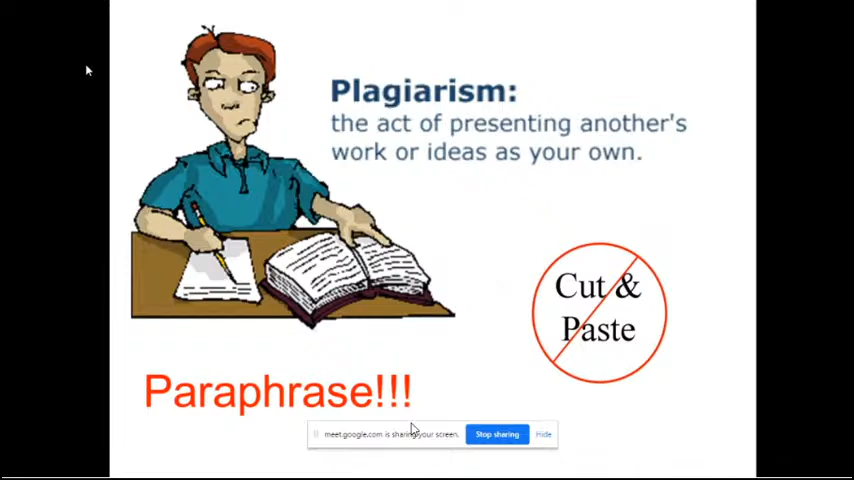 Plagiarism:
the act of presenting another's
work or ideas as your own.
Cut &
Paste
Paraphrase!!!
meet.google.com is sharing your screen.
Stop sharing
Hide